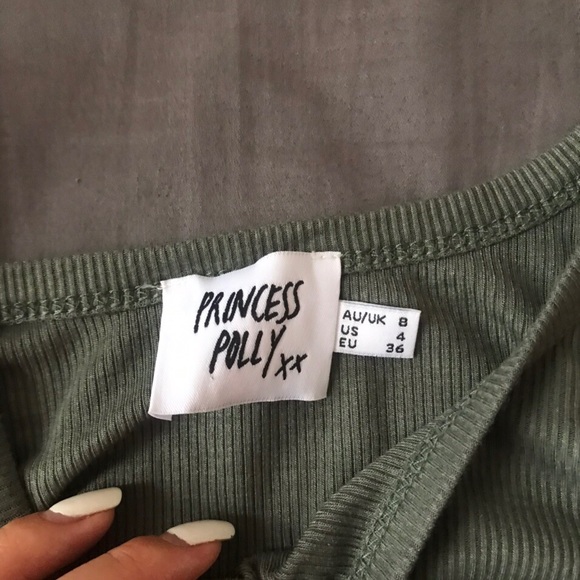 PRINCESS
POLLY xx
AU/UK 8
US 4
EU 36